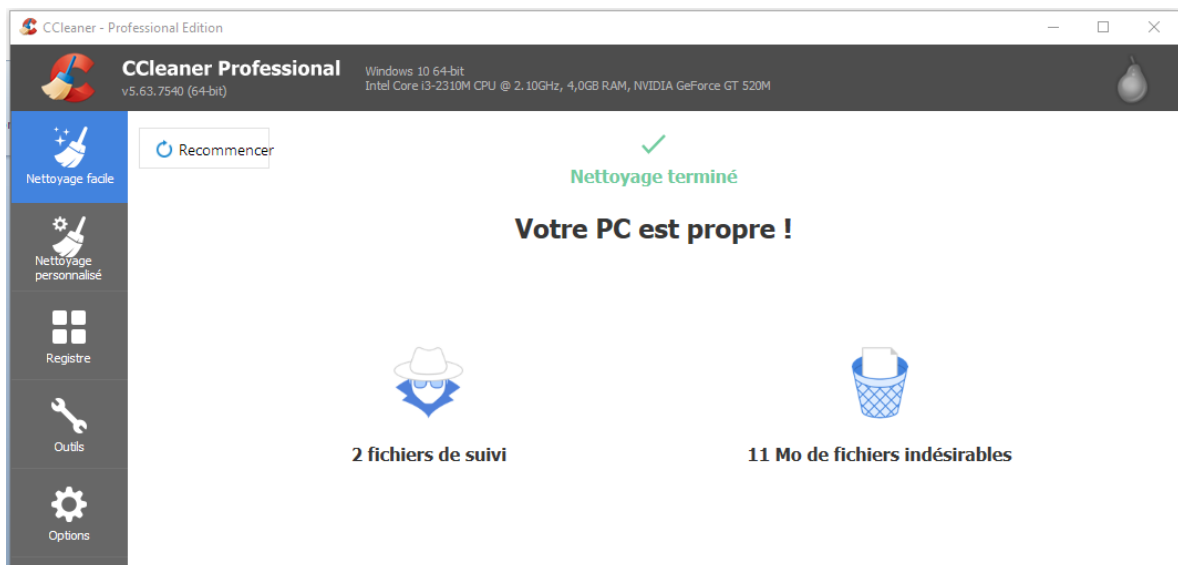 CCleaner - Professional Edition
CCleaner Professional
v5.63.7540 (64-bit)
Windows 10 64-bit
Intel Core i3-2310M CPU @ 2.10GHz, 4,0GB RAM, NVIDIA GeForce GT 520M
Nettoyage facile
Nettoyage
personnalisé
Registre
Outils
Options
Recommencer
Nettoyage terminé
Votre PC est propre !
2 fichiers de suivi
11 Mo de fichiers indésirables